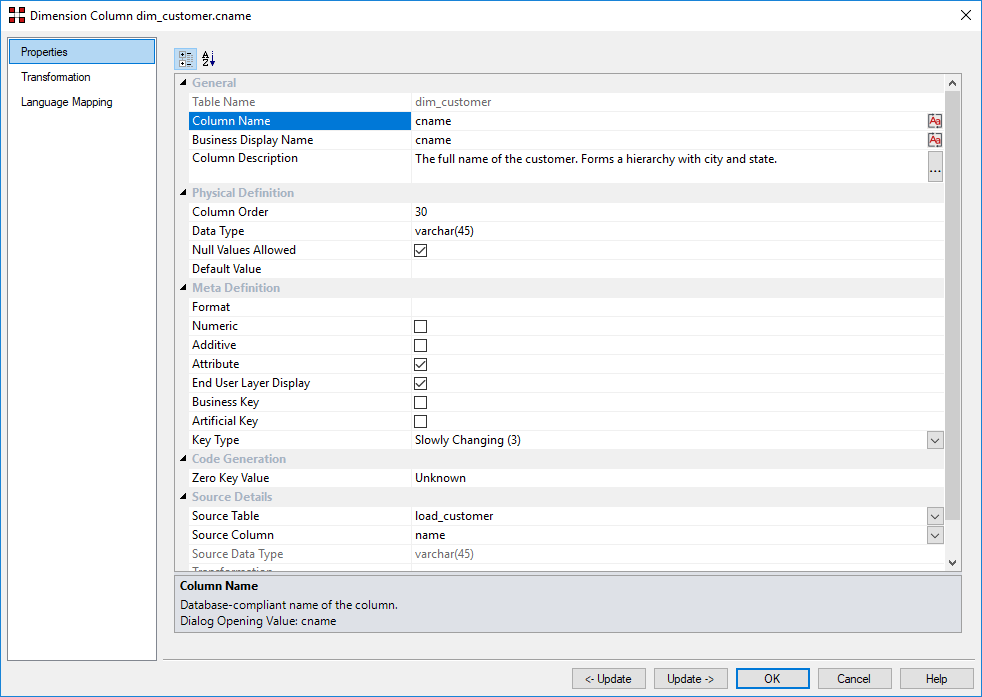 Dimension Column dim_customer.cname
Properties
Transformation
Language Mapping
General
Table Name dim_customer
Column Name cname
Business Display Name cname
Column Description The full name of the customer. Forms a hierarchy with city and state.
...
Physical Definition
Column Order 30
Data Type varchar(45)
Null Values Allowed
Default Value
Meta Definition
Format
Numeric
Additive
Attribute
End User Layer Display
Business Key
Artificial Key
Key Type Slowly Changing (3)
Code Generation
Zero Key Value Unknown
Source Details
Source Table load_customer
Source Column name
Source Data Type varchar(45)
Transformation
Column Name
Database-compliant name of the column.
Dialog Opening Value: cname
<- Update Update -> OK Cancel Help